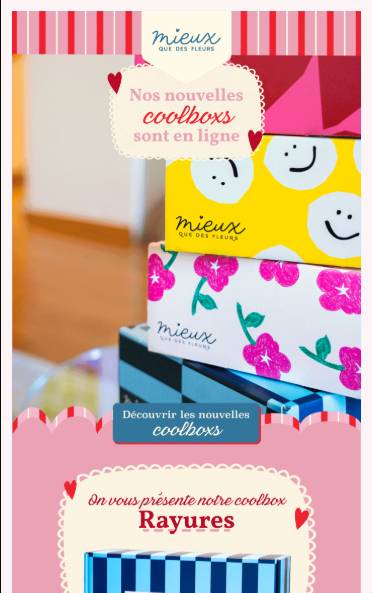 mieux
QUE DES FLEURS
Nos nouvelles
coolboxs
sont en ligne
mieux
QUE DES FLEURS
mieux
QUE DES FLEURS
Découvrir les nouvelles
coolboxs
On vous présente notre coolbox
Rayures